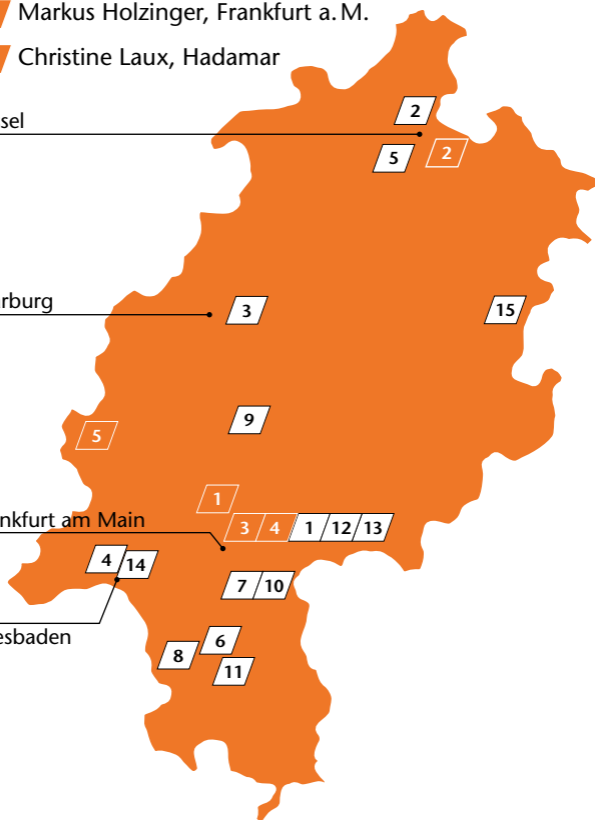 Markus Holzinger, Frankfurt a. M.
Christine Laux, Hadamar
2
sel
5 2
rburg
3
15
9
5
1
nkfurt am Main
3 4 1 12 13
4 14
7 10
esbaden
6
8
11